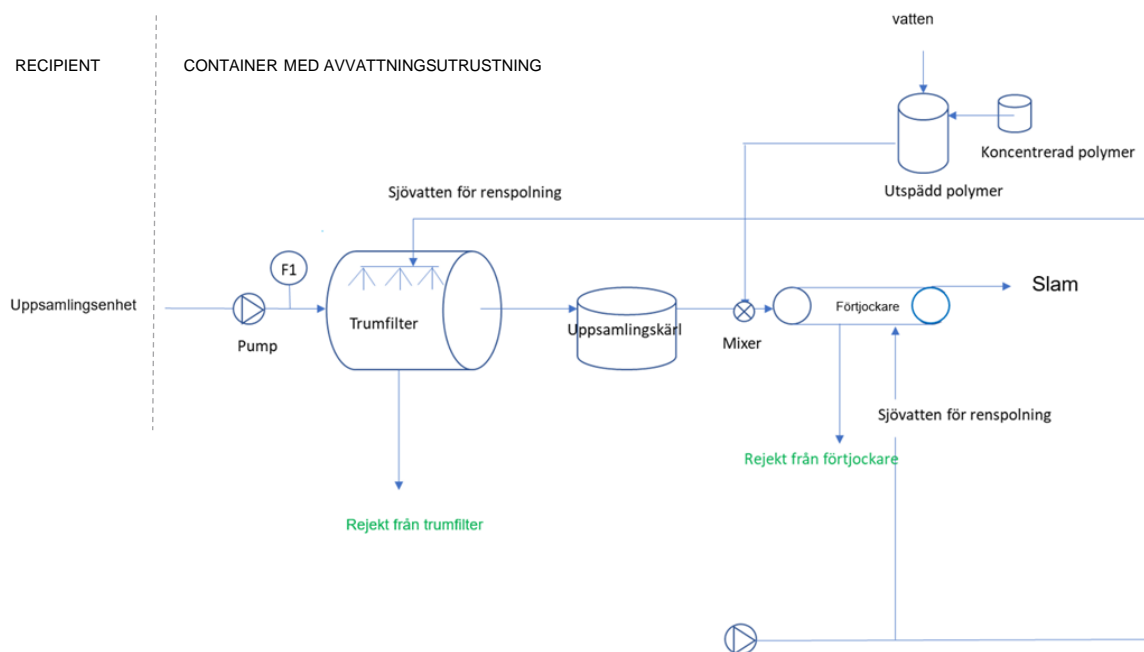 vatten
RECIPIENT
CONTAINER MED AVVATTNINGSUTRUSTNING
Koncentrerad polymer
Utspädd polymer
Sjövatten för renspolning
F1
Slam
Uppsamlingsenhet
Förtjockare
Trumfilter
Uppsamlingskärl
Pump
Mixer
Sjövatten för renspolning
Rejekt från förtjockare
Rejekt från trumfilter